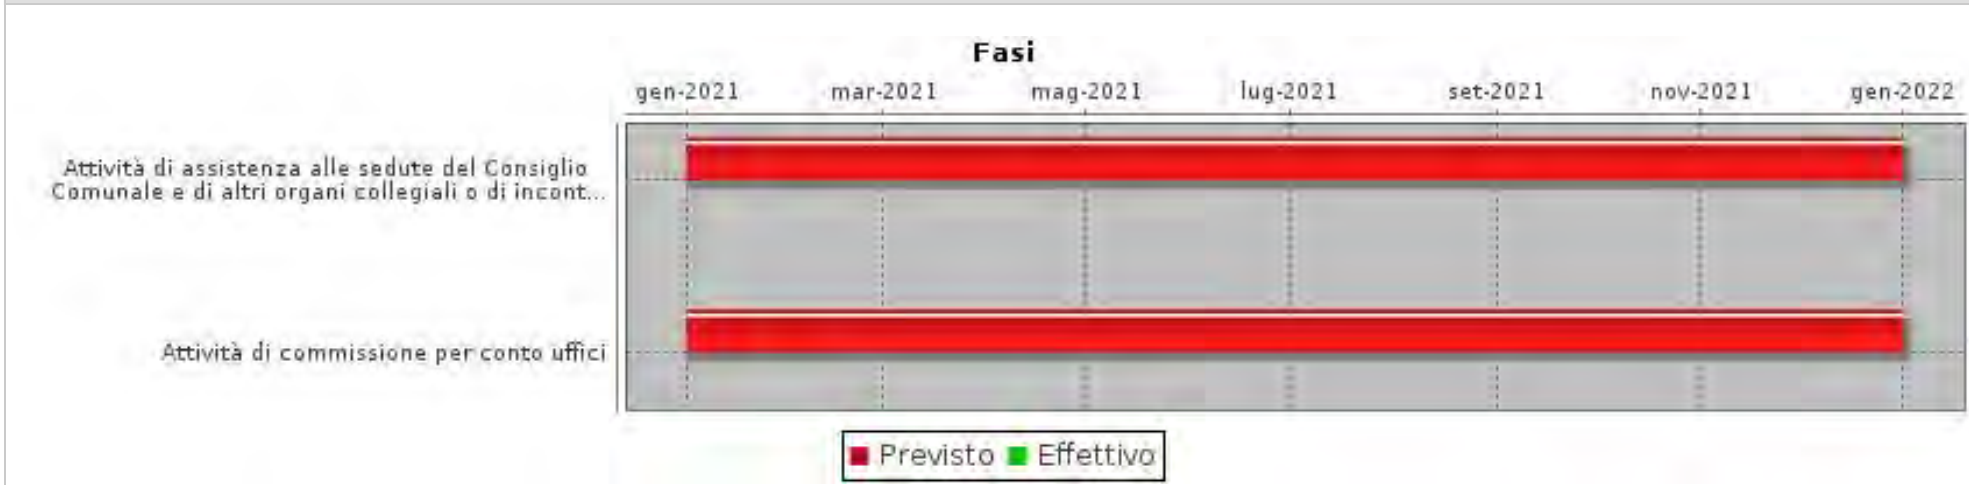 Fasi
gen-2021 mar-2021 mag-2021 lug-2021 set-2021 nov-2021 gen-2022
Attività di assistenza alle sedute del Consiglio
Comunale e di altri organi collegiali o di incont...
Attività di commissione per conto uffici
Previsto Effettivo